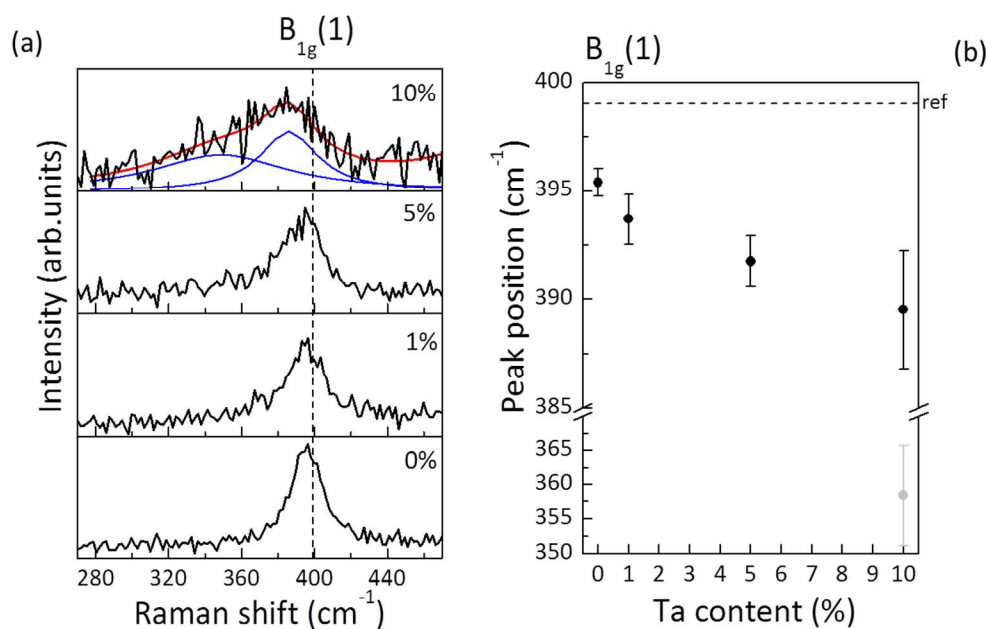 (a)
B1g(1)
10%
5%
1%
0%
Intensity (arb.units)
280 320 360 400 440
Raman shift (cm-1)
B1g(1)
(b)
400
ref
395
390
385
365
360
355
350
Peak position (cm-1)
0 1 2 3 4 5 6 7 8 9 10
Ta content (%)